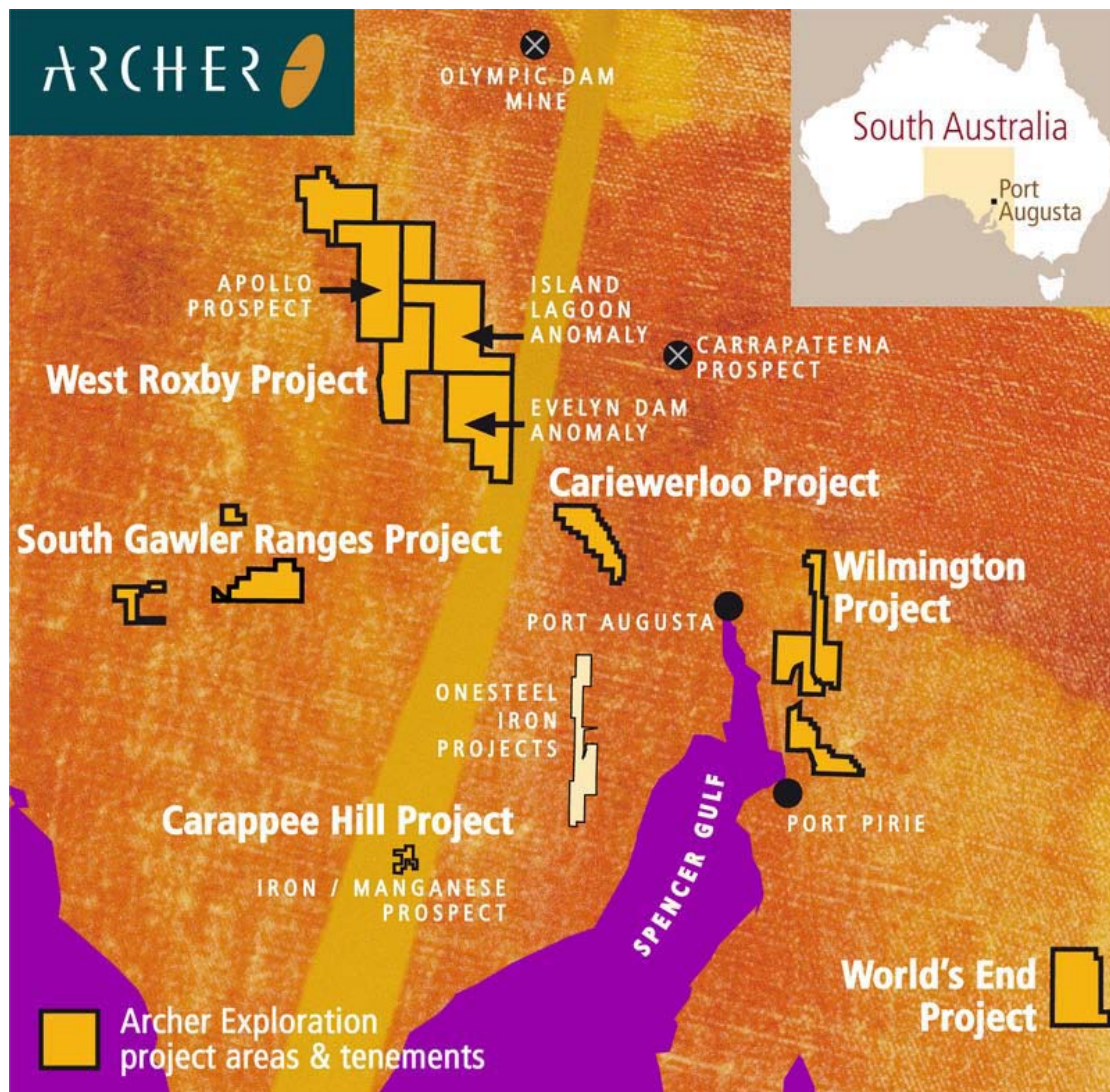 ARCHER
OLYMPIC DAM
MINE
South Australia
Port
Augusta
APOLLO
PROSPECT
ISLAND
LAGOON
ANOMALY
CARRAPATEENA
PROSPECT
West Roxby Project
EVELYN DAM
ANOMALY
Cariewerloo Project
South Gawler Ranges Project
Wilmington
Project
PORT AUGUSTA
ONESTEEL
IRON
PROJECTS
SPENCER GULF
PORT PIRIE
Carappee Hill Project
IRON / MANGANESE
PROSPECT
World's End
Project
Archer Exploration
project areas & tenements